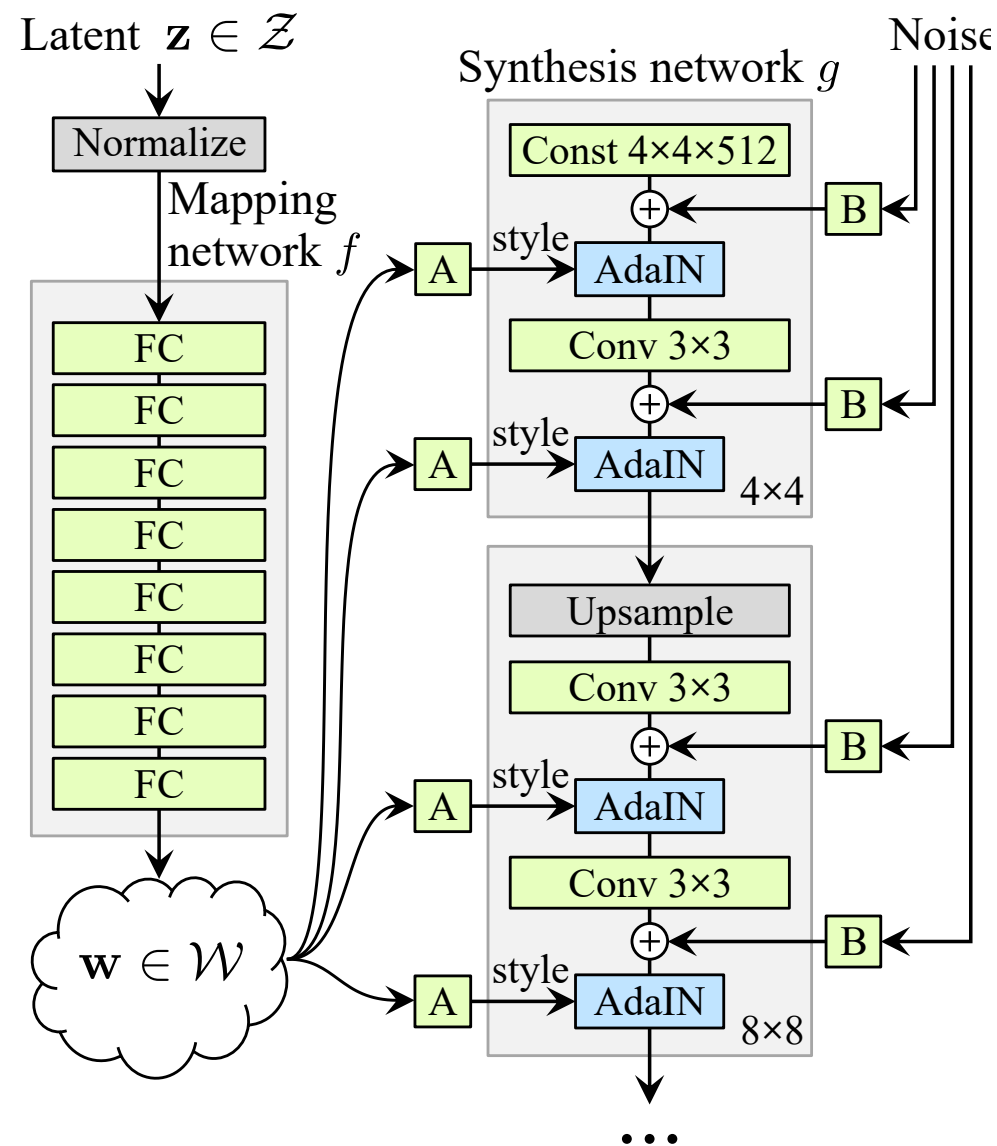 Latent z ∈ 𝒵
Normalize
Mapping
network f
FC
FC
FC
FC
FC
FC
FC
FC
w ∈ 𝒲
Synthesis network g
Noise
Const 4×4×512
B
A
style
AdaIN
Conv 3×3
B
A
style
AdaIN
4×4
Upsample
Conv 3×3
B
A
style
AdaIN
Conv 3×3
B
A
style
AdaIN
8×8
...